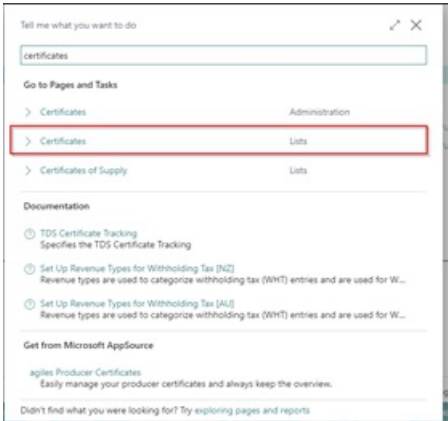 Tell me what you want to do
certificates
Go to Pages and Tasks
Certificates Administration
Certificates Lists
Certificates of Supply Lists
Documentation
TDS Certificate Tracking
Specifies the TDS Certificate Tracking
Set Up Revenue Types for Withholding Tax [NZ]
Revenue types are used to categorize withholding tax (WHT) entries and are used for W...
Set Up Revenue Types for Withholding Tax [AU]
Revenue types are used to categorize withholding tax (WHT) entries and are used for W...
Get from Microsoft AppSource
agiles Producer Certificates
Easily manage your producer certificates and always keep the overview.
Didn't find what you were looking for? Try exploring pages and reports